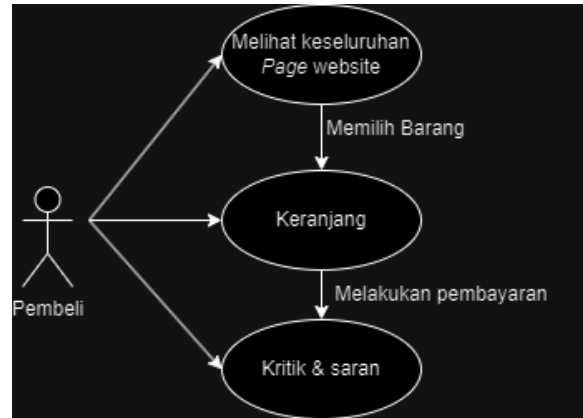 Melihat keseluruhan
Page website
Memilih Barang
Keranjang
Pembeli
Melakukan pembayaran
Kritik & saran